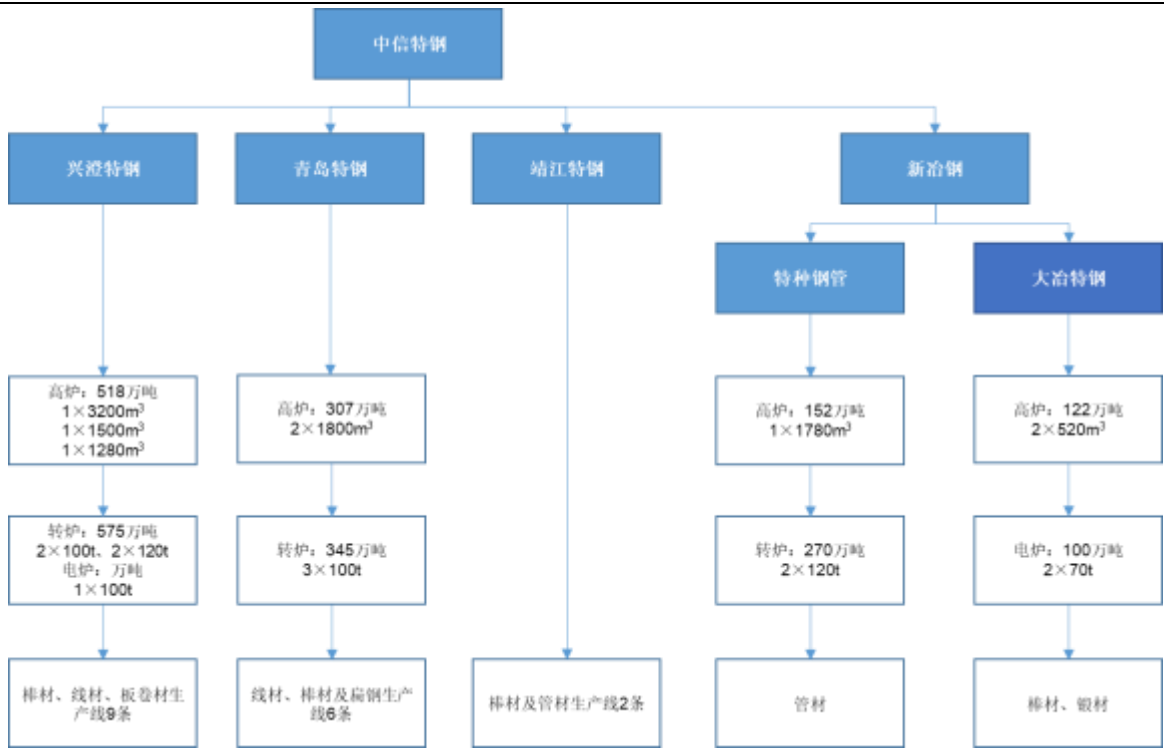 中信特钢
兴澄特钢
青岛特钢
靖江特钢
新冶钢
特种钢管
大冶特钢
高炉：518万吨
1×3200m³
1×1500m³
1×1280m³
高炉：307万吨
2×1800m³
高炉：152万吨
1×1780m³
高炉：122万吨
2×520m³
转炉：575万吨
2×100t、2×120t
电炉：万吨
1×100t
转炉：345万吨
3×100t
转炉：270万吨
2×120t
电炉：100万吨
2×70t
棒材、线材、板卷材生
产线9条
线材、棒材及扁钢生产
线6条
棒材及管材生产线2条
管材
棒材、锻材